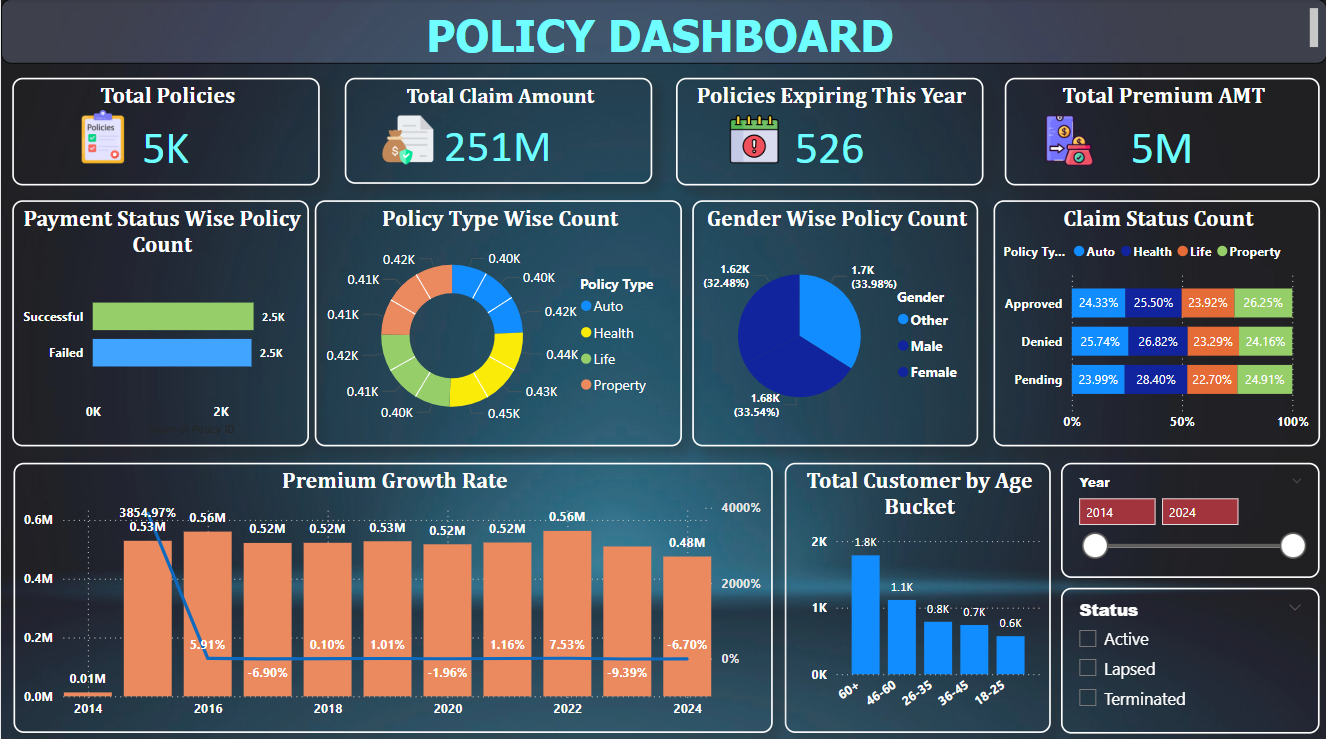 POLICY DASHBOARD
Total Policies
Policies
5K
Total Claim Amount
251M
Policies Expiring This Year
526
Total Premium AMT
5M
Payment Status Wise Policy
Count
Successful
2.5K
Failed
2.5K
0K
2K
Policy Type Wise Count
0.42K
0.40K
0.41K
0.40K
0.41K
0.42K
0.42K
0.44K
0.41K
0.43K
0.40K
0.45K
Policy Type
Auto
Health
Life
Property
Gender Wise Policy Count
1.62K
(32.48%)
1.7K
(33.98%)
1.68K
(33.54%)
Gender
Other
Male
Female
Claim Status Count
Policy Ty... Auto Health Life Property
Approved 24.33% 25.50% 23.92% 26.25%
Denied 25.74% 26.82% 23.29% 24.16%
Pending 23.99% 28.40% 22.70% 24.91%
0% 50% 100%
Premium Growth Rate
0.6M
0.4M
0.2M
0.0M
4000%
2000%
0%
3854.97%
0.01M 0.53M 0.56M 0.52M 0.52M 0.53M 0.52M 0.52M 0.56M 0.48M
5.91% -6.90% 0.10% 1.01% -1.96% 1.16% 7.53% -9.39% -6.70%
2014 2016 2018 2020 2022 2024
Total Customer by Age
Bucket
2K
1K
0K
1.8K 1.1K 0.8K 0.7K 0.6K
60+ 46-60 26-35 36-45 18-25
Year
2014 2024
Status
Active
Lapsed
Terminated